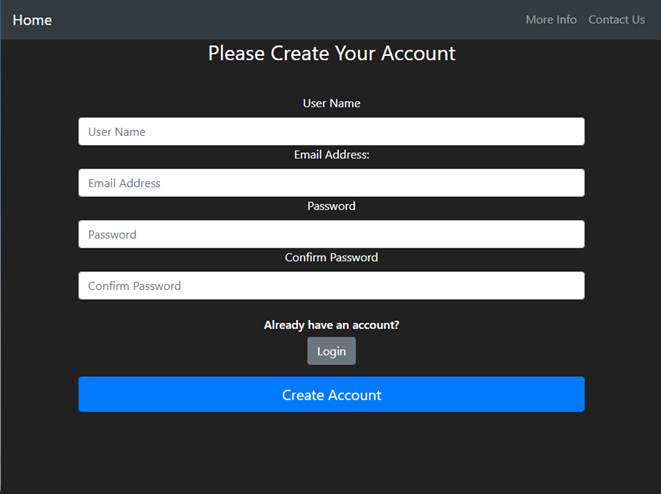 Home More Info Contact Us
Please Create Your Account
User Name
User Name
Email Address:
Email Address
Password
Password
Confirm Password
Confirm Password
Already have an account?
Login
Create Account